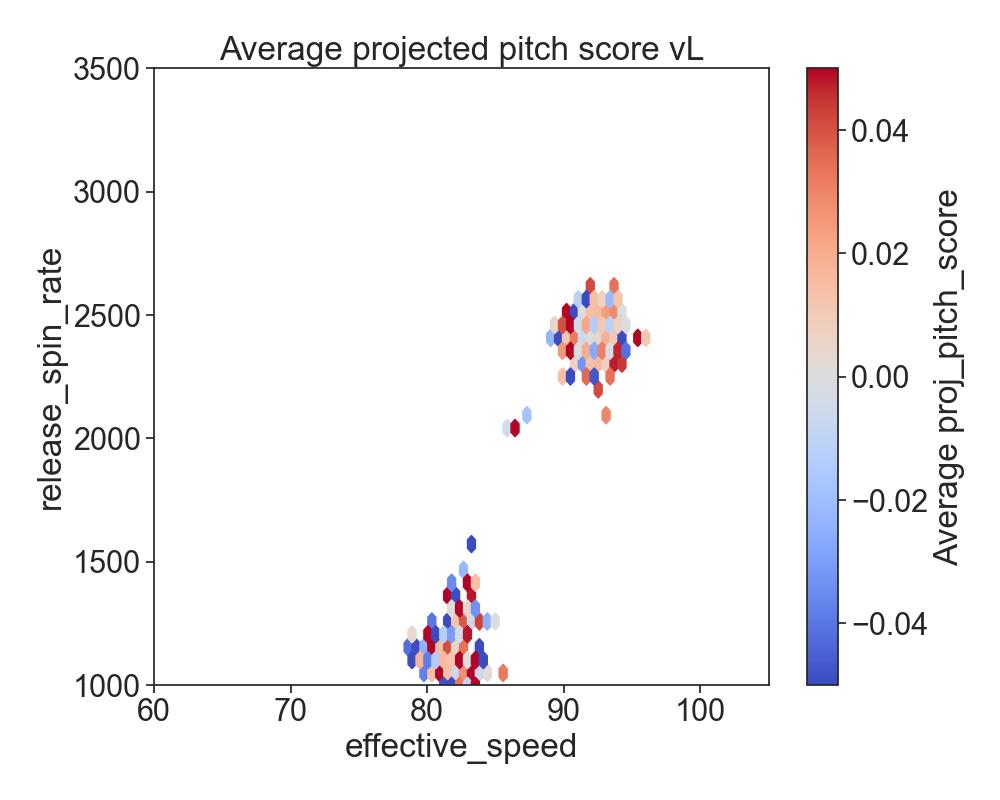 Average projected pitch score vL
3500
3000
2500
2000
1500
1000
release_spin_rate
60 70 80 90 100
effective_speed
0.04
0.02
0.00
−0.02
−0.04
Average proj_pitch_score